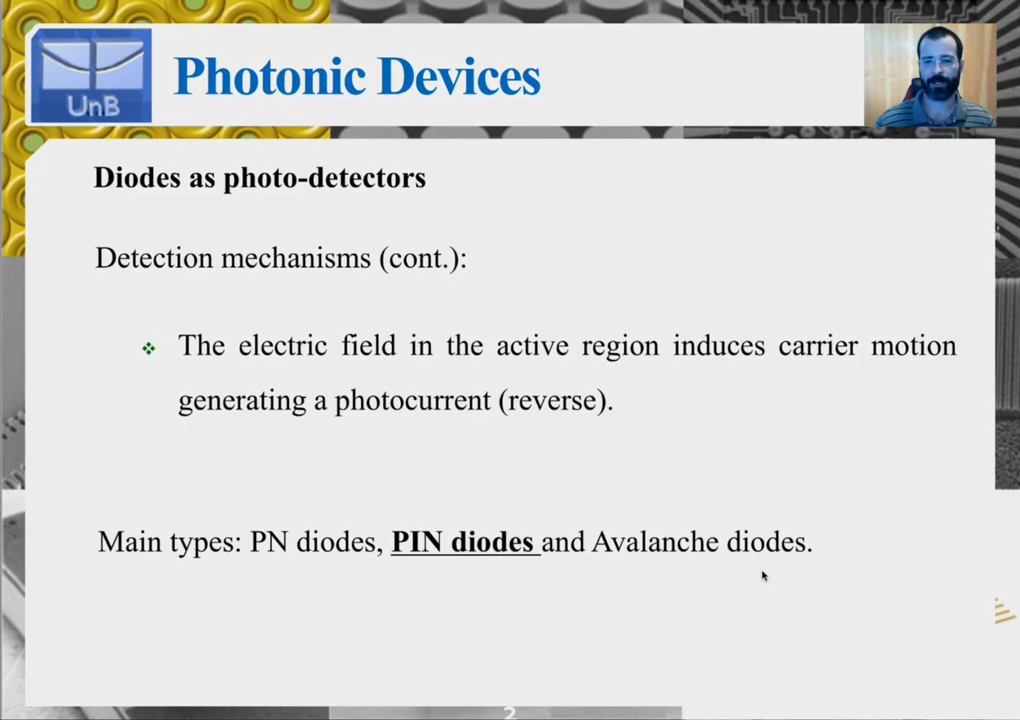 UnB
Photonic Devices
Diodes as photo-detectors
Detection mechanisms (cont.):
The electric field in the active region induces carrier motion
generating a photocurrent (reverse).
Main types: PN diodes, PIN diodes and Avalanche diodes.
2